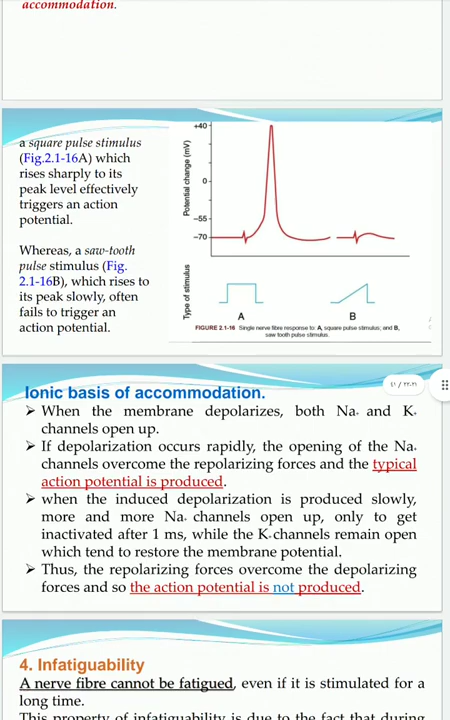 accommodation.
a square pulse stimulus
(Fig.2.1-16A) which
rises sharply to its
peak level effectively
triggers an action
potential.
Whereas, a saw-tooth
pulse stimulus (Fig.
2.1-16B), which rises to
its peak slowly, often
fails to trigger an
action potential.
Potential change (mV)
+40
0
−55
−70
Type of stimulus
A
B
FIGURE 2.1-16 Single nerve fibre response to: A, square pulse stimulus; and B,
saw tooth pulse stimulus.
Ionic basis of accommodation.
➢ When the membrane depolarizes, both Na+ and K+
channels open up.
➢ If depolarization occurs rapidly, the opening of the Na+
channels overcome the repolarizing forces and the typical
action potential is produced.
➢ when the induced depolarization is produced slowly,
more and more Na+ channels open up, only to get
inactivated after 1 ms, while the K+ channels remain open
which tend to restore the membrane potential.
➢ Thus, the repolarizing forces overcome the depolarizing
forces and so the action potential is not produced.
4. Infatiguability
A nerve fibre cannot be fatigued, even if it is stimulated for a
long time.
This property of infatiguability is due to the fact that during